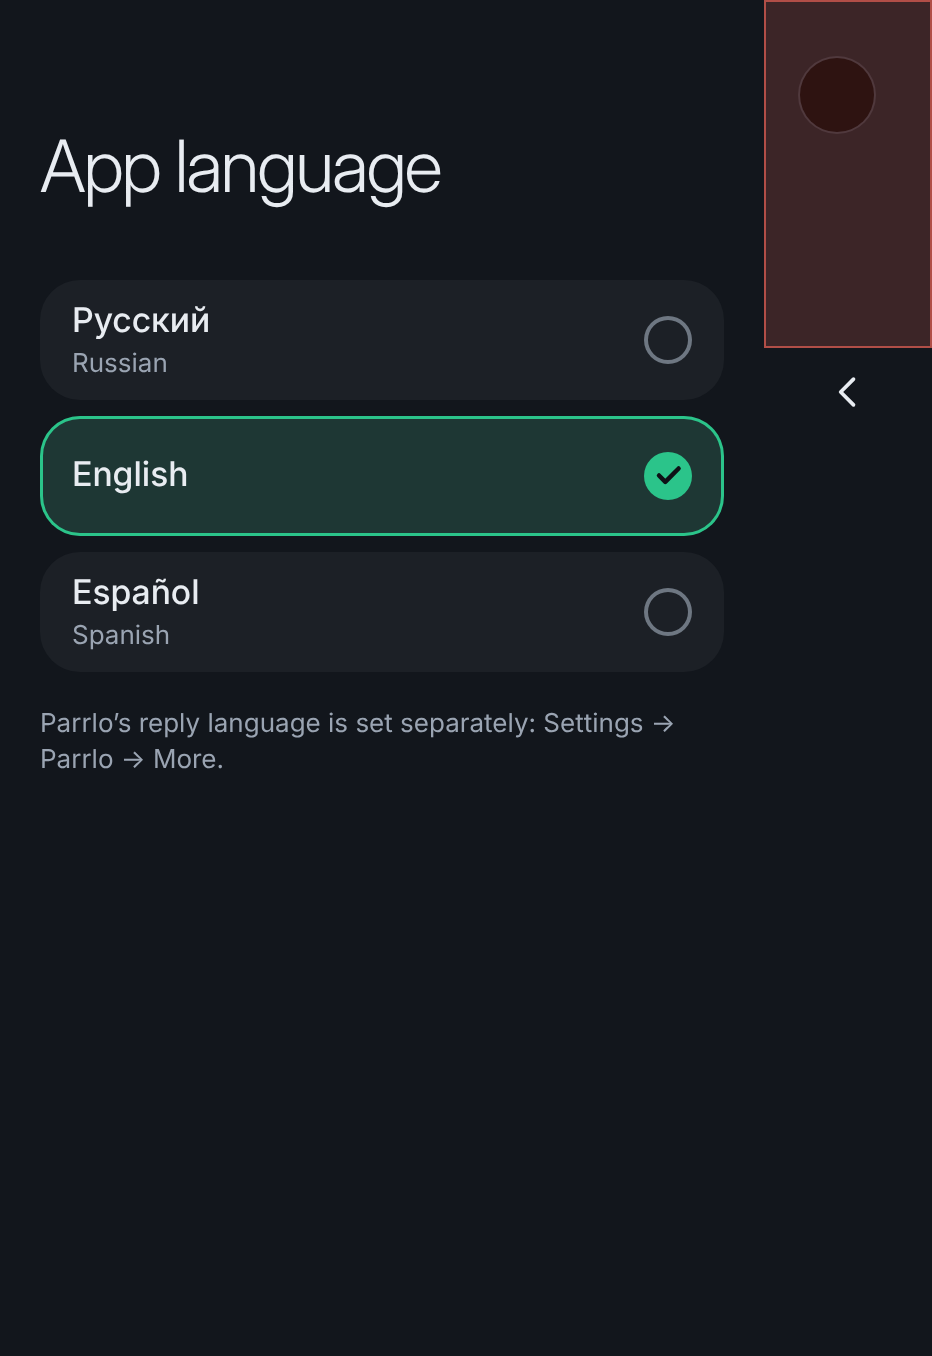 App language
Русский
Russian
English
Español
Spanish
Parrlo’s reply language is set separately: Settings →
Parrlo → More.